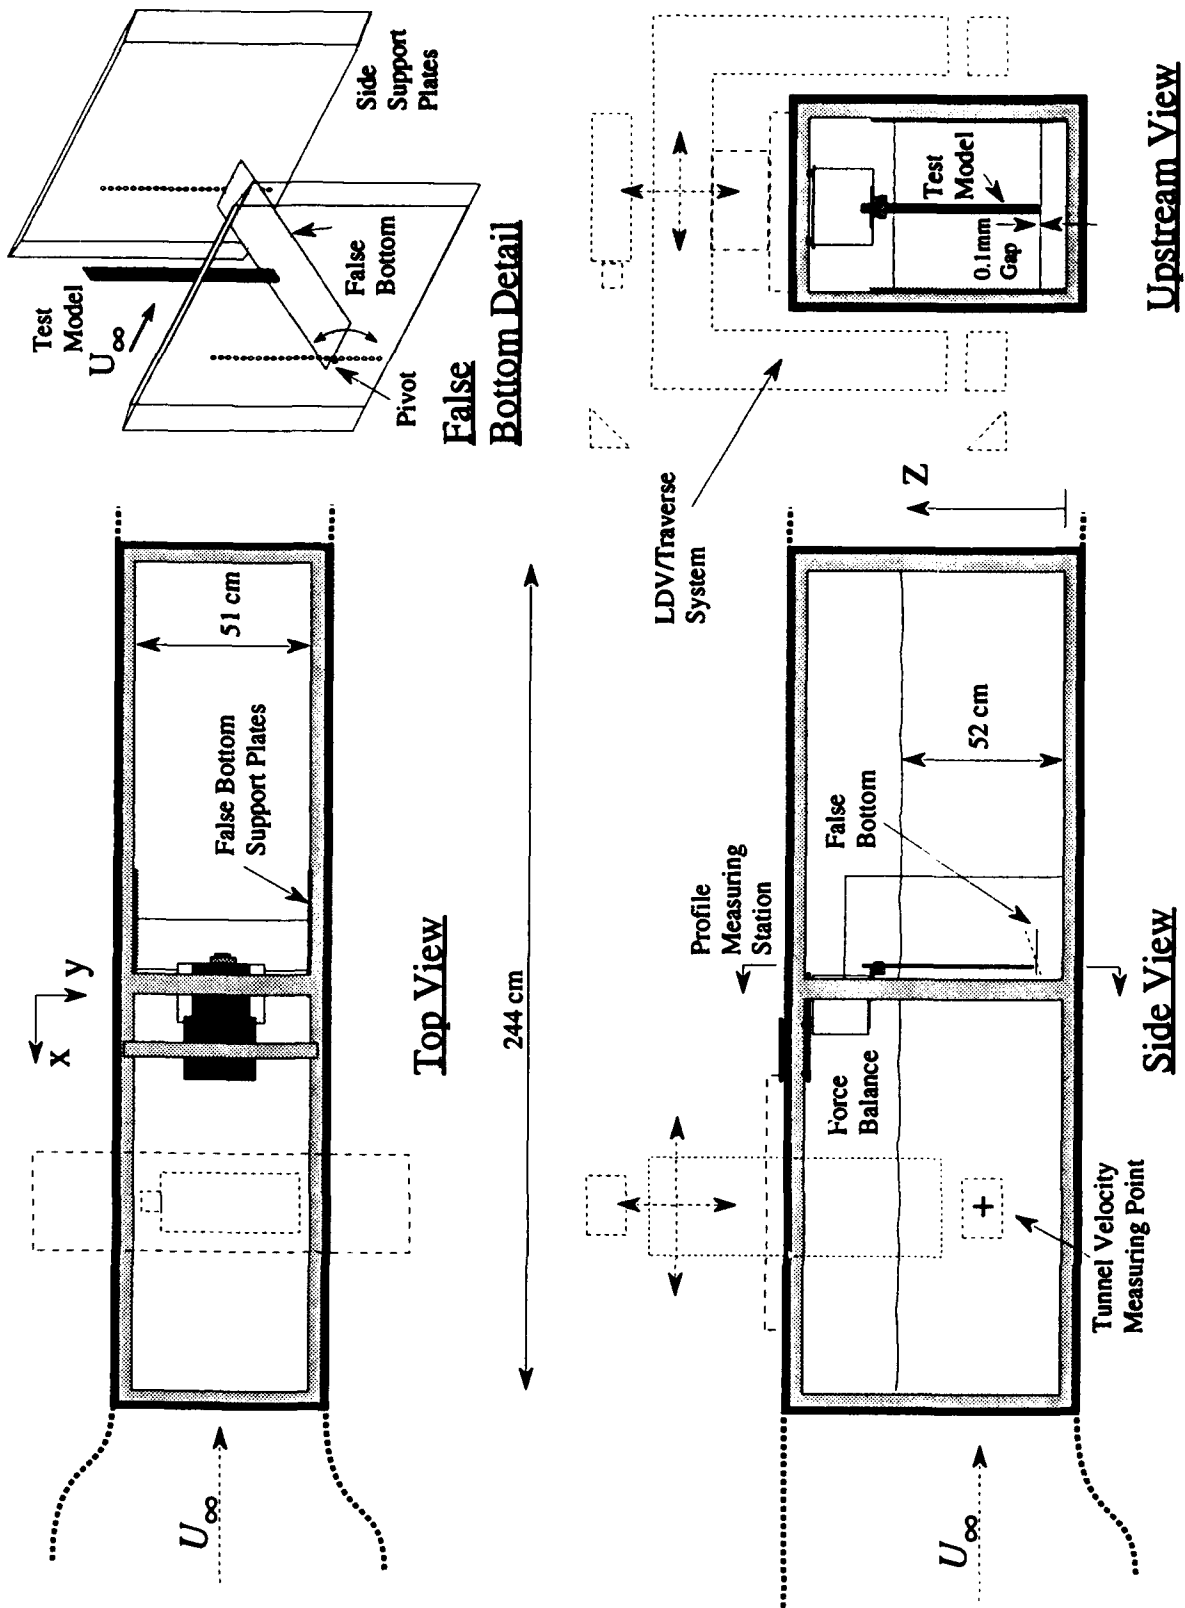 U∞
x
y
False Bottom
Support Plates
51 cm
Top View
244 cm
Test
Model
U∞
Side
Support
Plates
False
Bottom
Pivot
False
Bottom Detail
U∞
Profile
Measuring
Station
Force
Balance
False
Bottom
52 cm
Z
+
Tunnel Velocity
Measuring Point
Side View
LDV/Traverse
System
0.1mm
Gap
Test
Model
Upstream View